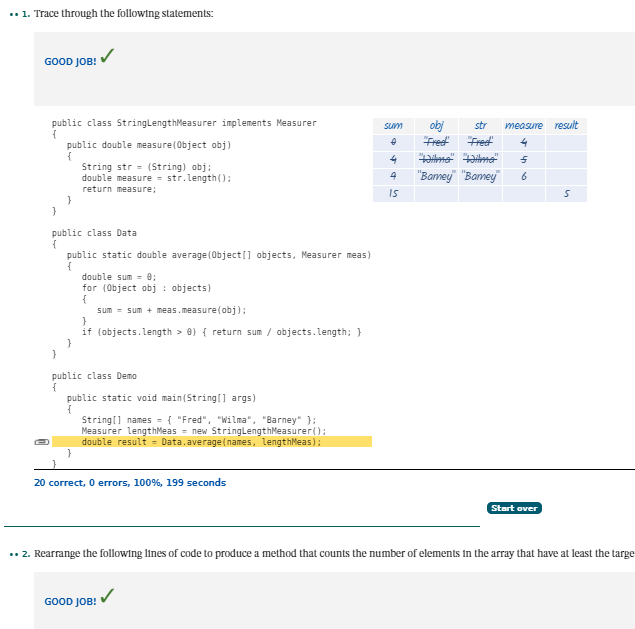 •• 1. Trace through the following statements:
GOOD JOB! ✓
public class StringLengthMeasurer implements Measurer
{
public double measure(Object obj)
{
String str = (String) obj;
double measure = str.length();
return measure;
}
}
public class Data
{
public static double average(Object[] objects, Measurer meas)
{
double sum = 0;
for (Object obj : objects)
{
sum = sum + meas.measure(obj);
}
if (objects.length > 0) { return sum / objects.length; }
}
}
public class Demo
{
public static void main(String[] args)
{
String[] names = { "Fred", "Wilma", "Barney" };
Measurer lengthMeas = new StringLengthMeasurer();
double result = Data.average(names, lengthMeas);
}
}
sum obj str measure result
0 "Fred" "Fred" 4
4 "Wilma" "Wilma" 5
9 "Barney" "Barney" 6
15 5
20 correct, 0 errors, 100%, 199 seconds
Start over
•• 2. Rearrange the following lines of code to produce a method that counts the number of elements in the array that have at least the targe
GOOD JOB! ✓